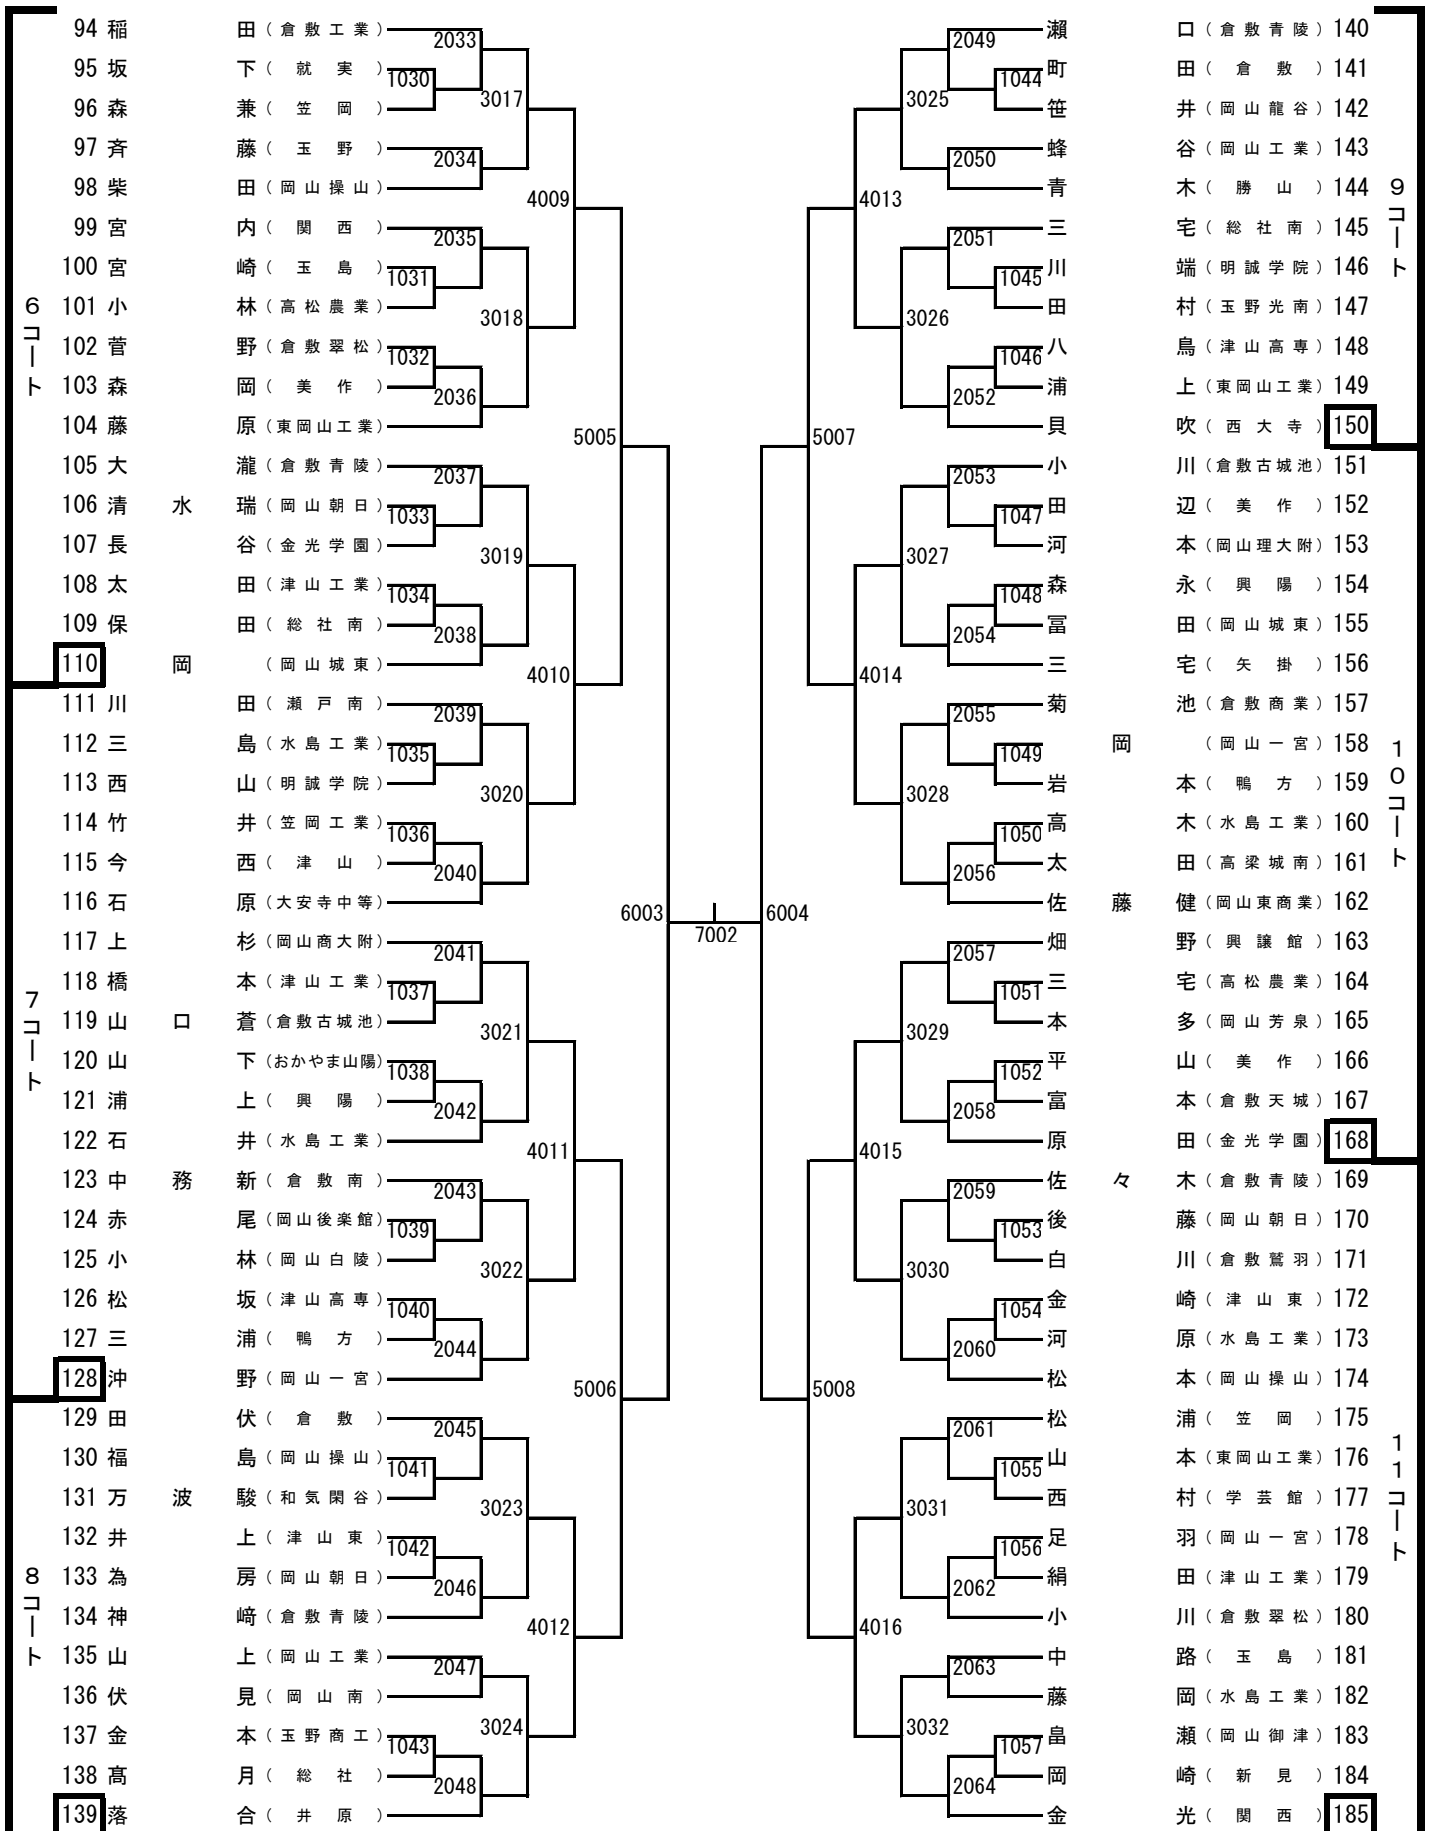 94 稲田（倉敷工業）
95 坂下（就実）
96 森兼（笠岡）
97 斉藤（玉野）
98 柴田（岡山操山）
99 宮内（関西）
100 宮崎（玉島）
101 小林（高松農業）
102 菅野（倉敷翠松）
103 森岡（美作）
104 藤原（東岡山工業）
105 大瀧（倉敷青陵）
106 清水瑞（岡山朝日）
107 長谷（金光学園）
108 太田（津山工業）
109 保田（総社南）
110 岡（岡山城東）
111 川田（瀬戸南）
112 三島（水島工業）
113 西山（明誠学院）
114 竹井（笠岡工業）
115 今西（津山）
116 石原（大安寺中等）
117 上杉（岡山商大附）
118 橋本（津山工業）
119 山口蒼（倉敷古城池）
120 山下（おかやま山陽）
121 浦上（興陽）
122 石井（水島工業）
123 中務新（倉敷南）
124 赤尾（岡山後楽館）
125 小林（岡山白陵）
126 松坂（津山高専）
127 三浦（鴨方）
128 沖野（岡山一宮）
129 田伏（倉敷）
130 福島（岡山操山）
131 万波駿（和気閑谷）
132 井上（津山東）
133 為房（岡山朝日）
134 神﨑（倉敷青陵）
135 山上（岡山工業）
136 伏見（岡山南）
137 金本（玉野商工）
138 髙月（総社）
139 落合（井原）
6コート
7コート
8コート
1030
1031
1032
1033
1034
1035
1036
1037
1038
1039
1040
1041
1042
1043
2033
2034
2035
2036
2037
2038
2039
2040
2041
2042
2043
2044
2045
2046
2047
2048
3017
3018
3019
3020
3021
3022
3023
3024
4009
4010
4011
4012
5005
5006
6003
7002
6004
5007
5008
4013
4014
4015
4016
3025
3026
3027
3028
3029
3030
3031
3032
2049
2050
2051
2052
2053
2054
2055
2056
2057
2058
2059
2060
2061
2062
2063
2064
1044
1045
1046
1047
1048
1049
1050
1051
1052
1053
1054
1055
1056
1057
瀬口（倉敷青陵）140
町田（倉敷）141
笹井（岡山龍谷）142
蜂谷（岡山工業）143
青木（勝山）144
三宅（総社南）145
川端（明誠学院）146
田村（玉野光南）147
八鳥（津山高専）148
浦上（東岡山工業）149
貝吹（西大寺）150
小川（倉敷古城池）151
田辺（美作）152
河本（岡山理大附）153
森永（興陽）154
冨田（岡山城東）155
三宅（矢掛）156
菊池（倉敷商業）157
岡（岡山一宮）158
岩本（鴨方）159
高木（水島工業）160
太田（高梁城南）161
佐藤健（岡山東商業）162
畑野（興譲館）163
三宅（高松農業）164
本多（岡山芳泉）165
平山（美作）166
富本（倉敷天城）167
原田（金光学園）168
佐々木（倉敷青陵）169
後藤（岡山朝日）170
白川（倉敷鷲羽）171
金崎（津山東）172
河原（水島工業）173
松本（岡山操山）174
松浦（笠岡）175
山本（東岡山工業）176
西村（学芸館）177
足羽（岡山一宮）178
絹田（津山工業）179
小川（倉敷翠松）180
中路（玉島）181
藤岡（水島工業）182
畠瀬（岡山御津）183
岡崎（新見）184
金光（関西）185
9コート
10コート
11コート